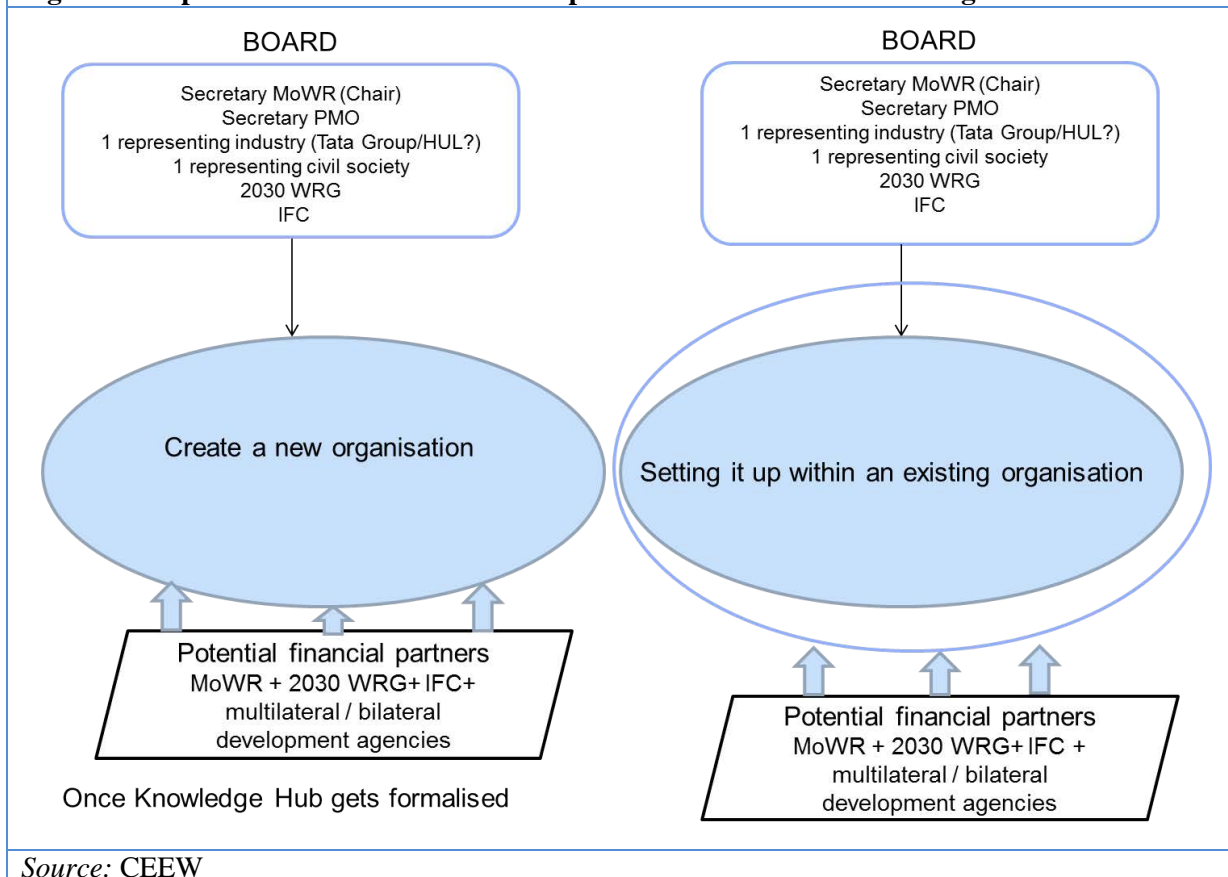 BOARD
Secretary MoWR (Chair)
Secretary PMO
1 representing industry (Tata Group/HUL?)
1 representing civil society
2030 WRG
IFC
Create a new organisation
Potential financial partners
MoWR + 2030 WRG+ IFC+
multilateral / bilateral
development agencies
Once Knowledge Hub gets formalised
BOARD
Secretary MoWR (Chair)
Secretary PMO
1 representing industry (Tata Group/HUL?)
1 representing civil society
2030 WRG
IFC
Setting it up within an existing organisation
Potential financial partners
MoWR + 2030 WRG+ IFC +
multilateral / bilateral
development agencies
Source: CEEW